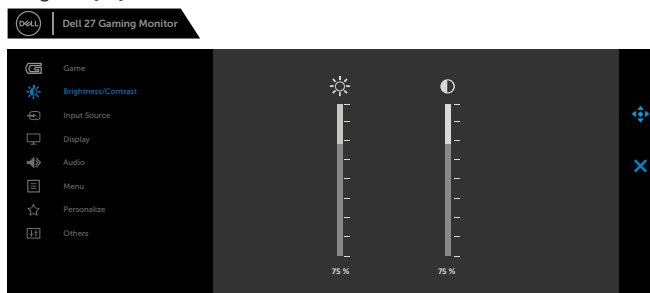 DELL
Dell 27 Gaming Monitor
Game
Brightness/Contrast
Input Source
Display
Audio
Menu
Personalize
Others
75 %
75 %